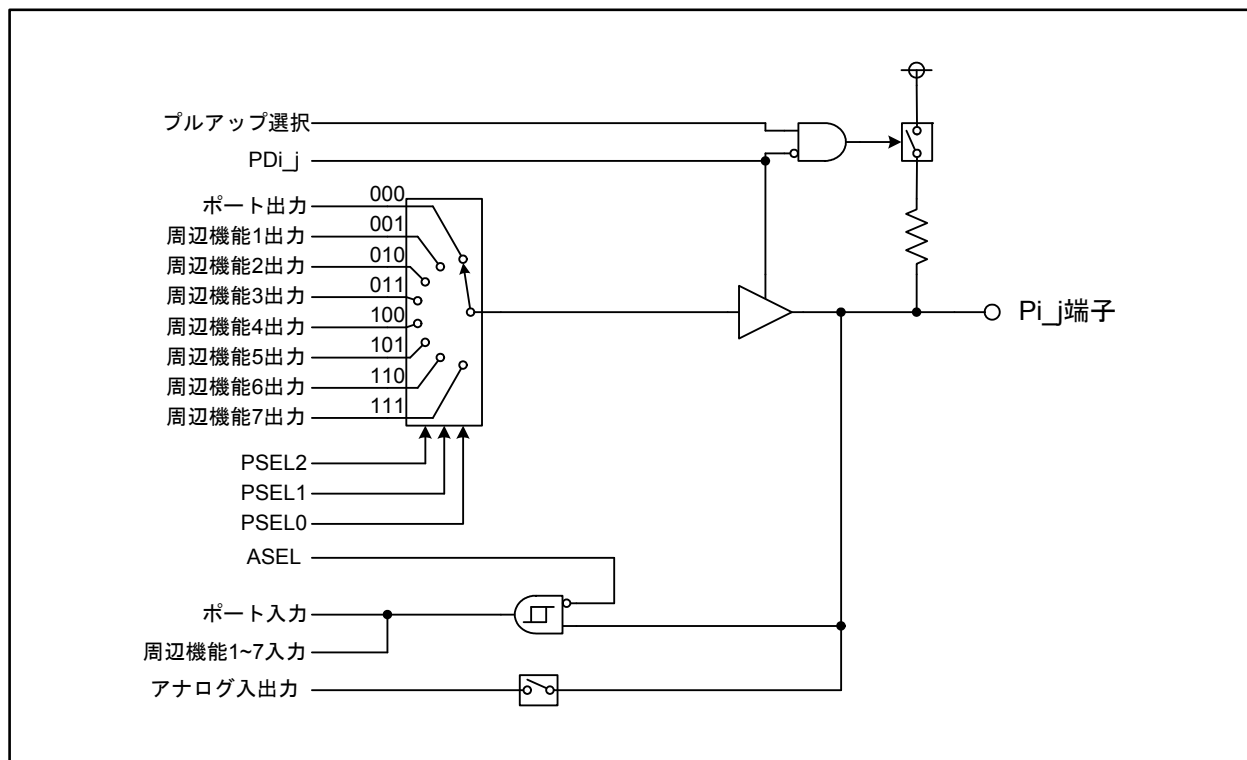 プルアップ選択
PDi_j
ポート出力 000
周辺機能1出力 001
周辺機能2出力 010
周辺機能3出力 011
周辺機能4出力 100
周辺機能5出力 101
周辺機能6出力 110
周辺機能7出力 111
Pi_j端子
PSEL2
PSEL1
PSEL0
ASEL
ポート入力
周辺機能1~7入力
アナログ入出力